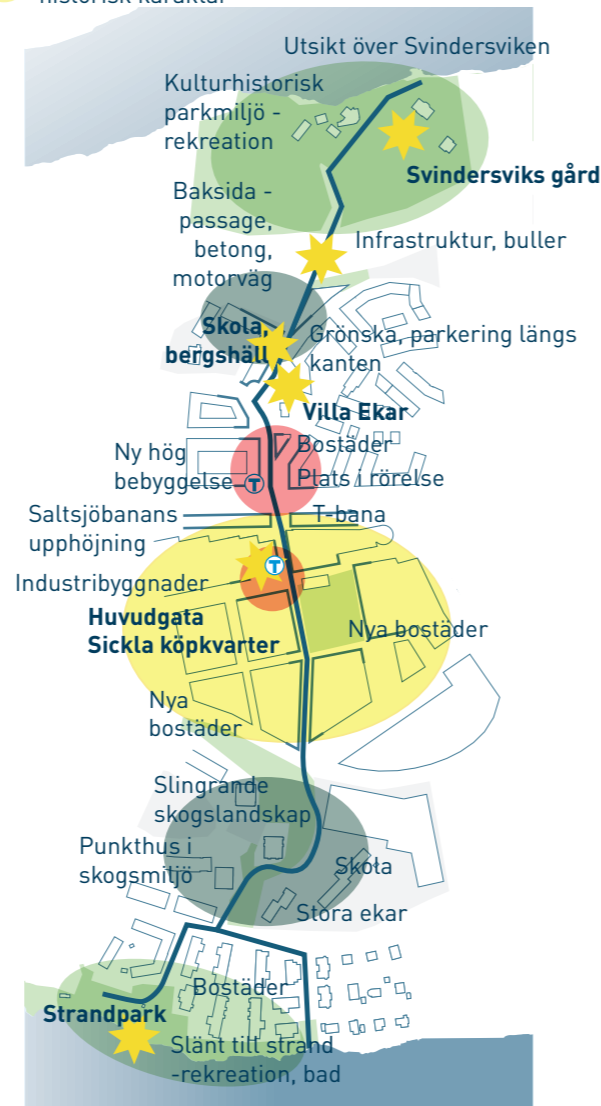 historisk karaktär
Utsikt över Svindersviken
Kulturhistorisk
parkmiljö -
rekreation
Svindersviks gård
Baksida -
passage,
betong,
motorväg
Infrastruktur, buller
Skola,
bergshäll
Grönska, parkering längs
kanten
Villa Ekar
Ny hög
bebyggelse
T
Bostäder
Plats i rörelse
Saltsjöbanans
upphöjning
T-bana
T
Industribyggnader
Huvudgata
Sickla köpkvarter
Nya bostäder
Nya
bostäder
Slingrande
skogslandskap
Punkthus i
skogsmiljö
Skola
Stora ekar
Bostäder
Strandpark
Slänt till strand
-rekreation, bad